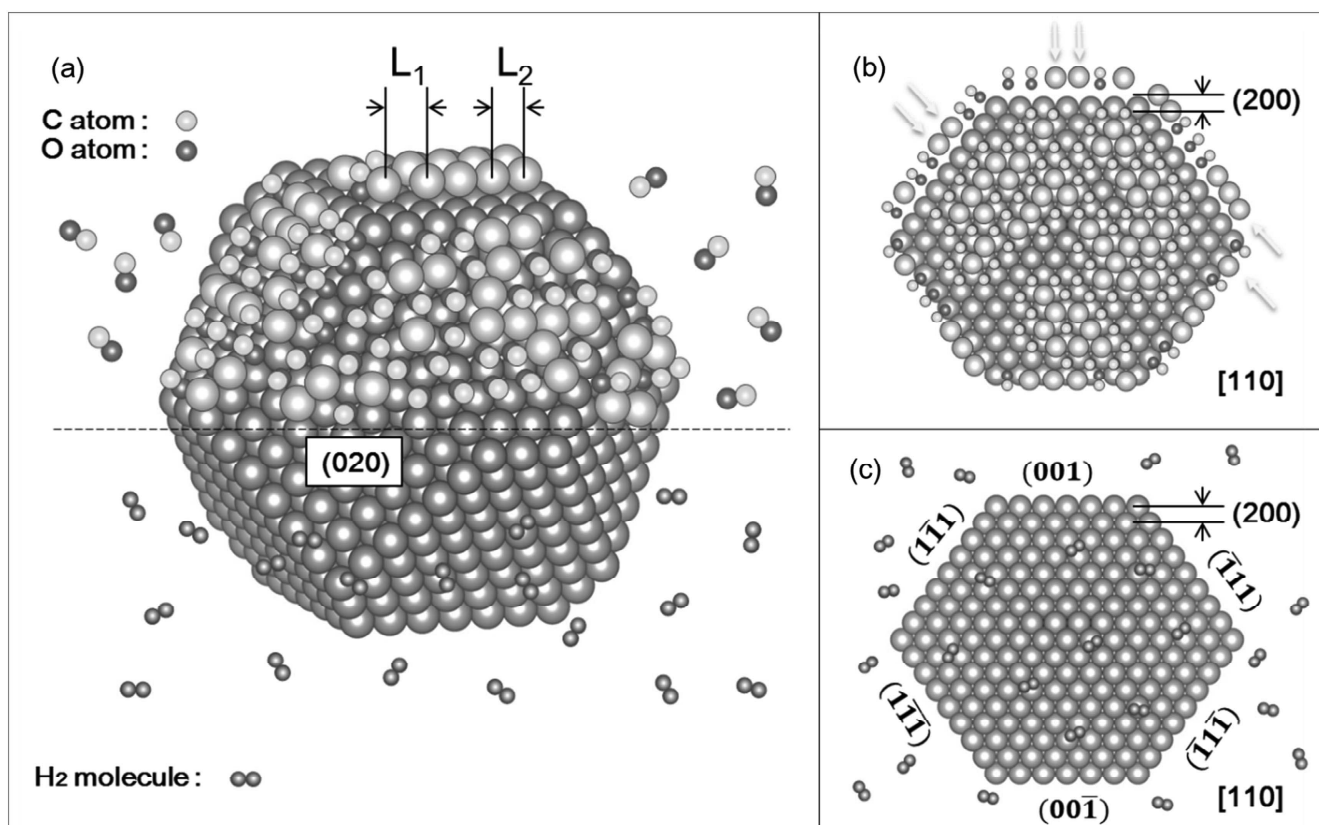 (a)
L₁
L₂
C atom :
O atom :
(020)
H₂ molecule :
(b)
(200)
[110]
(c)
(001)
(200)
(11̅1)
(1̅11)
(11̅1̅)
(1̅11̅)
(001̅)
[110]